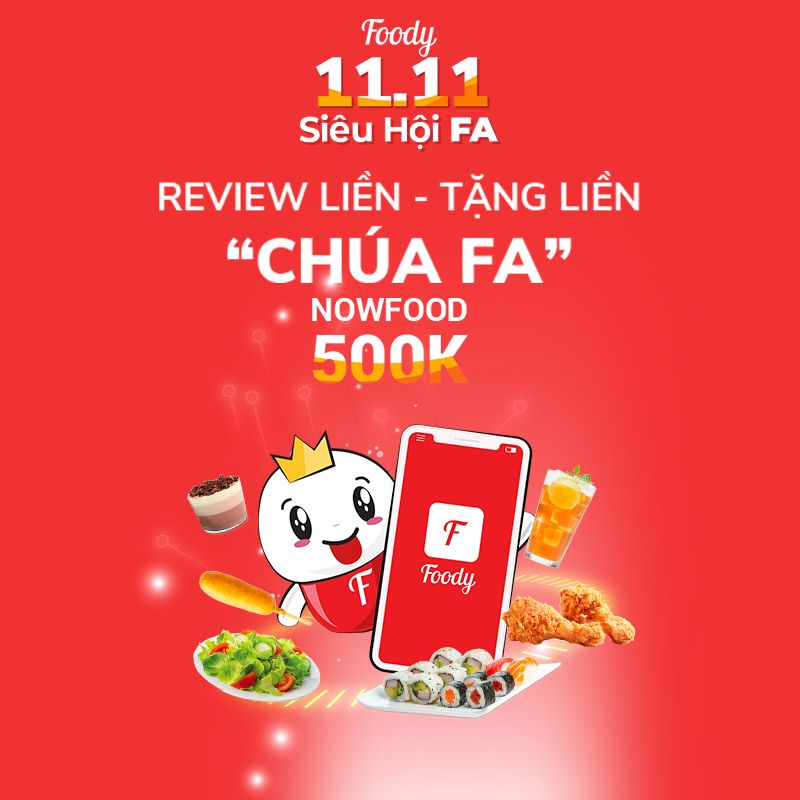 Foody
11.11
Siêu Hội FA
REVIEW LIỀN - TẶNG LIỀN
“CHÚA FA”
NOWFOOD
500K
F
F
Foody